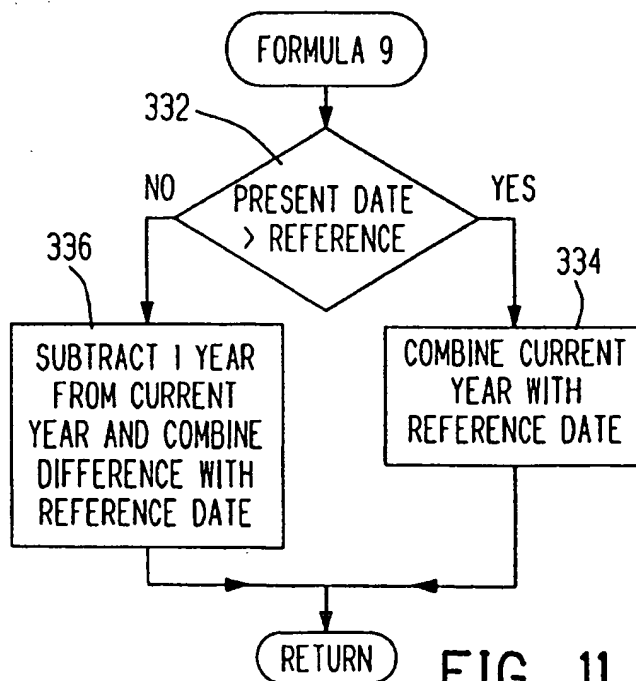 FORMULA 9
332
NO
PRESENT DATE
> REFERENCE
YES
336
334
SUBTRACT 1 YEAR
FROM CURRENT
YEAR AND COMBINE
DIFFERENCE WITH
REFERENCE DATE
COMBINE CURRENT
YEAR WITH
REFERENCE DATE
RETURN
FIG. 11